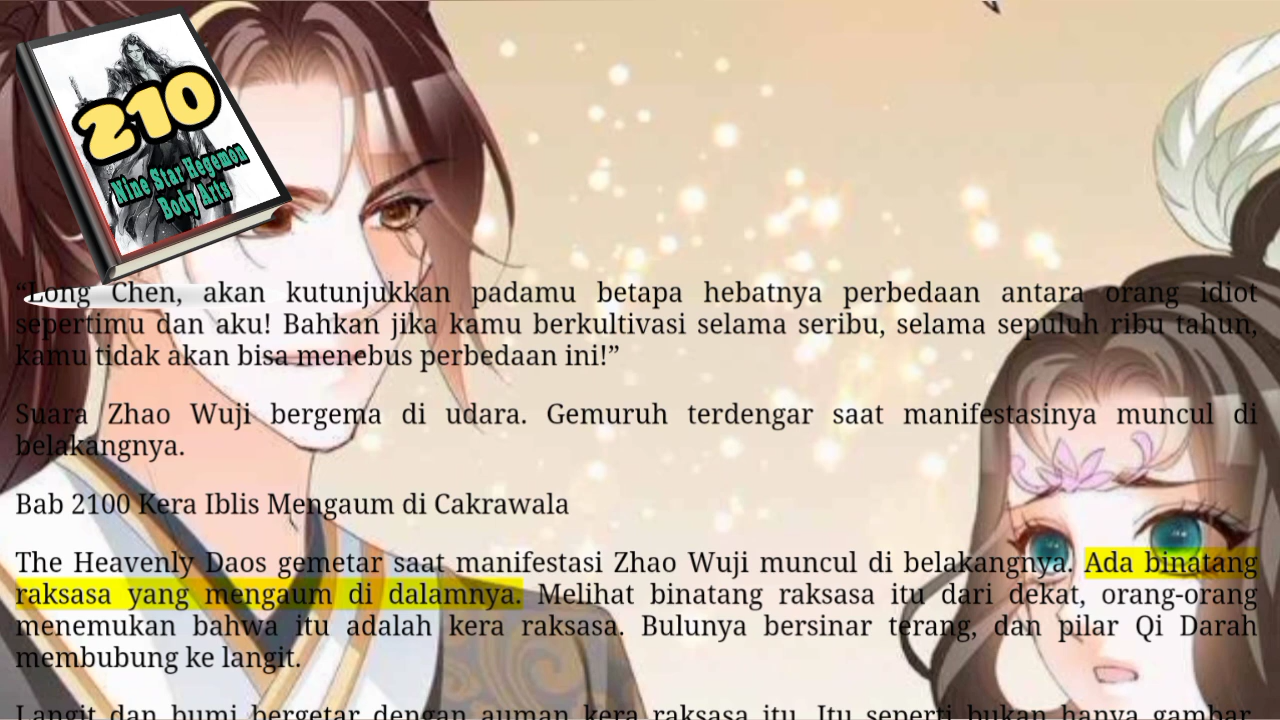 210
Nine Star Hegemon
Body Arts
“Long Chen, akan kutunjukkan padamu betapa hebatnya perbedaan antara orang idiot
sepertimu dan aku! Bahkan jika kamu berkultivasi selama seribu, selama sepuluh ribu tahun,
kamu tidak akan bisa menebus perbedaan ini!”
Suara Zhao Wuji bergema di udara. Gemuruh terdengar saat manifestasinya muncul di
belakangnya.
Bab 2100 Kera Iblis Mengaum di Cakrawala
The Heavenly Daos gemetar saat manifestasi Zhao Wuji muncul di belakangnya. Ada binatang
raksasa yang mengaum di dalamnya. Melihat binatang raksasa itu dari dekat, orang-orang
menemukan bahwa itu adalah kera raksasa. Bulunya bersinar terang, dan pilar Qi Darah
membubung ke langit.
Langit dan bumi bergetar dengan auman kera raksasa itu. Itu seperti bukan hanya gambar,